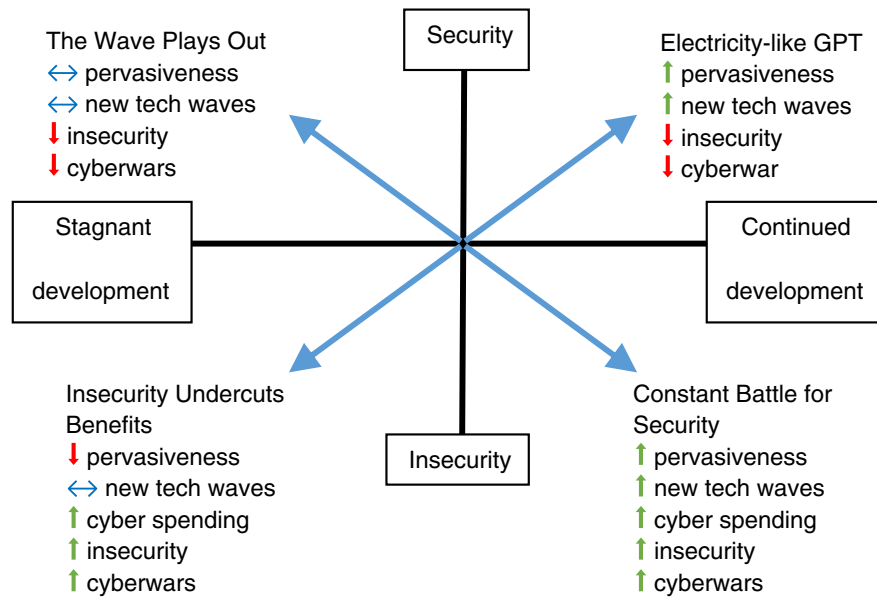 The Wave Plays Out
↔ pervasiveness
↔ new tech waves
↓ insecurity
↓ cyberwars
Security
Electricity-like GPT
↑ pervasiveness
↑ new tech waves
↓ insecurity
↓ cyberwar
Stagnant
development
Continued
development
Insecurity Undercuts
Benefits
↓ pervasiveness
↔ new tech waves
↑ cyber spending
↑ insecurity
↑ cyberwars
Insecurity
Constant Battle for
Security
↑ pervasiveness
↑ new tech waves
↑ cyber spending
↑ insecurity
↑ cyberwars